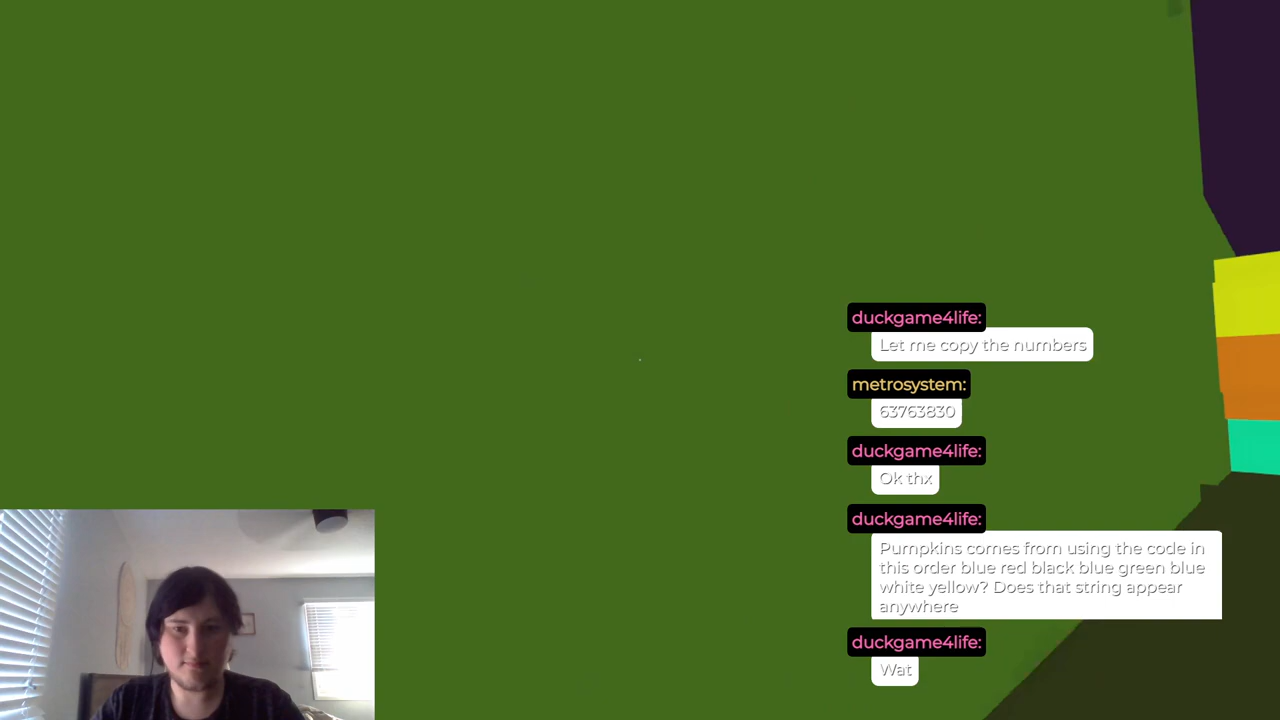 duckgame4life:
Let me copy the numbers
metrosystem:
63763830
duckgame4life:
Ok thx
duckgame4life:
Pumpkins comes from using the code in
this order blue red black blue green blue
white yellow? Does that string appear
anywhere
duckgame4life:
Wat